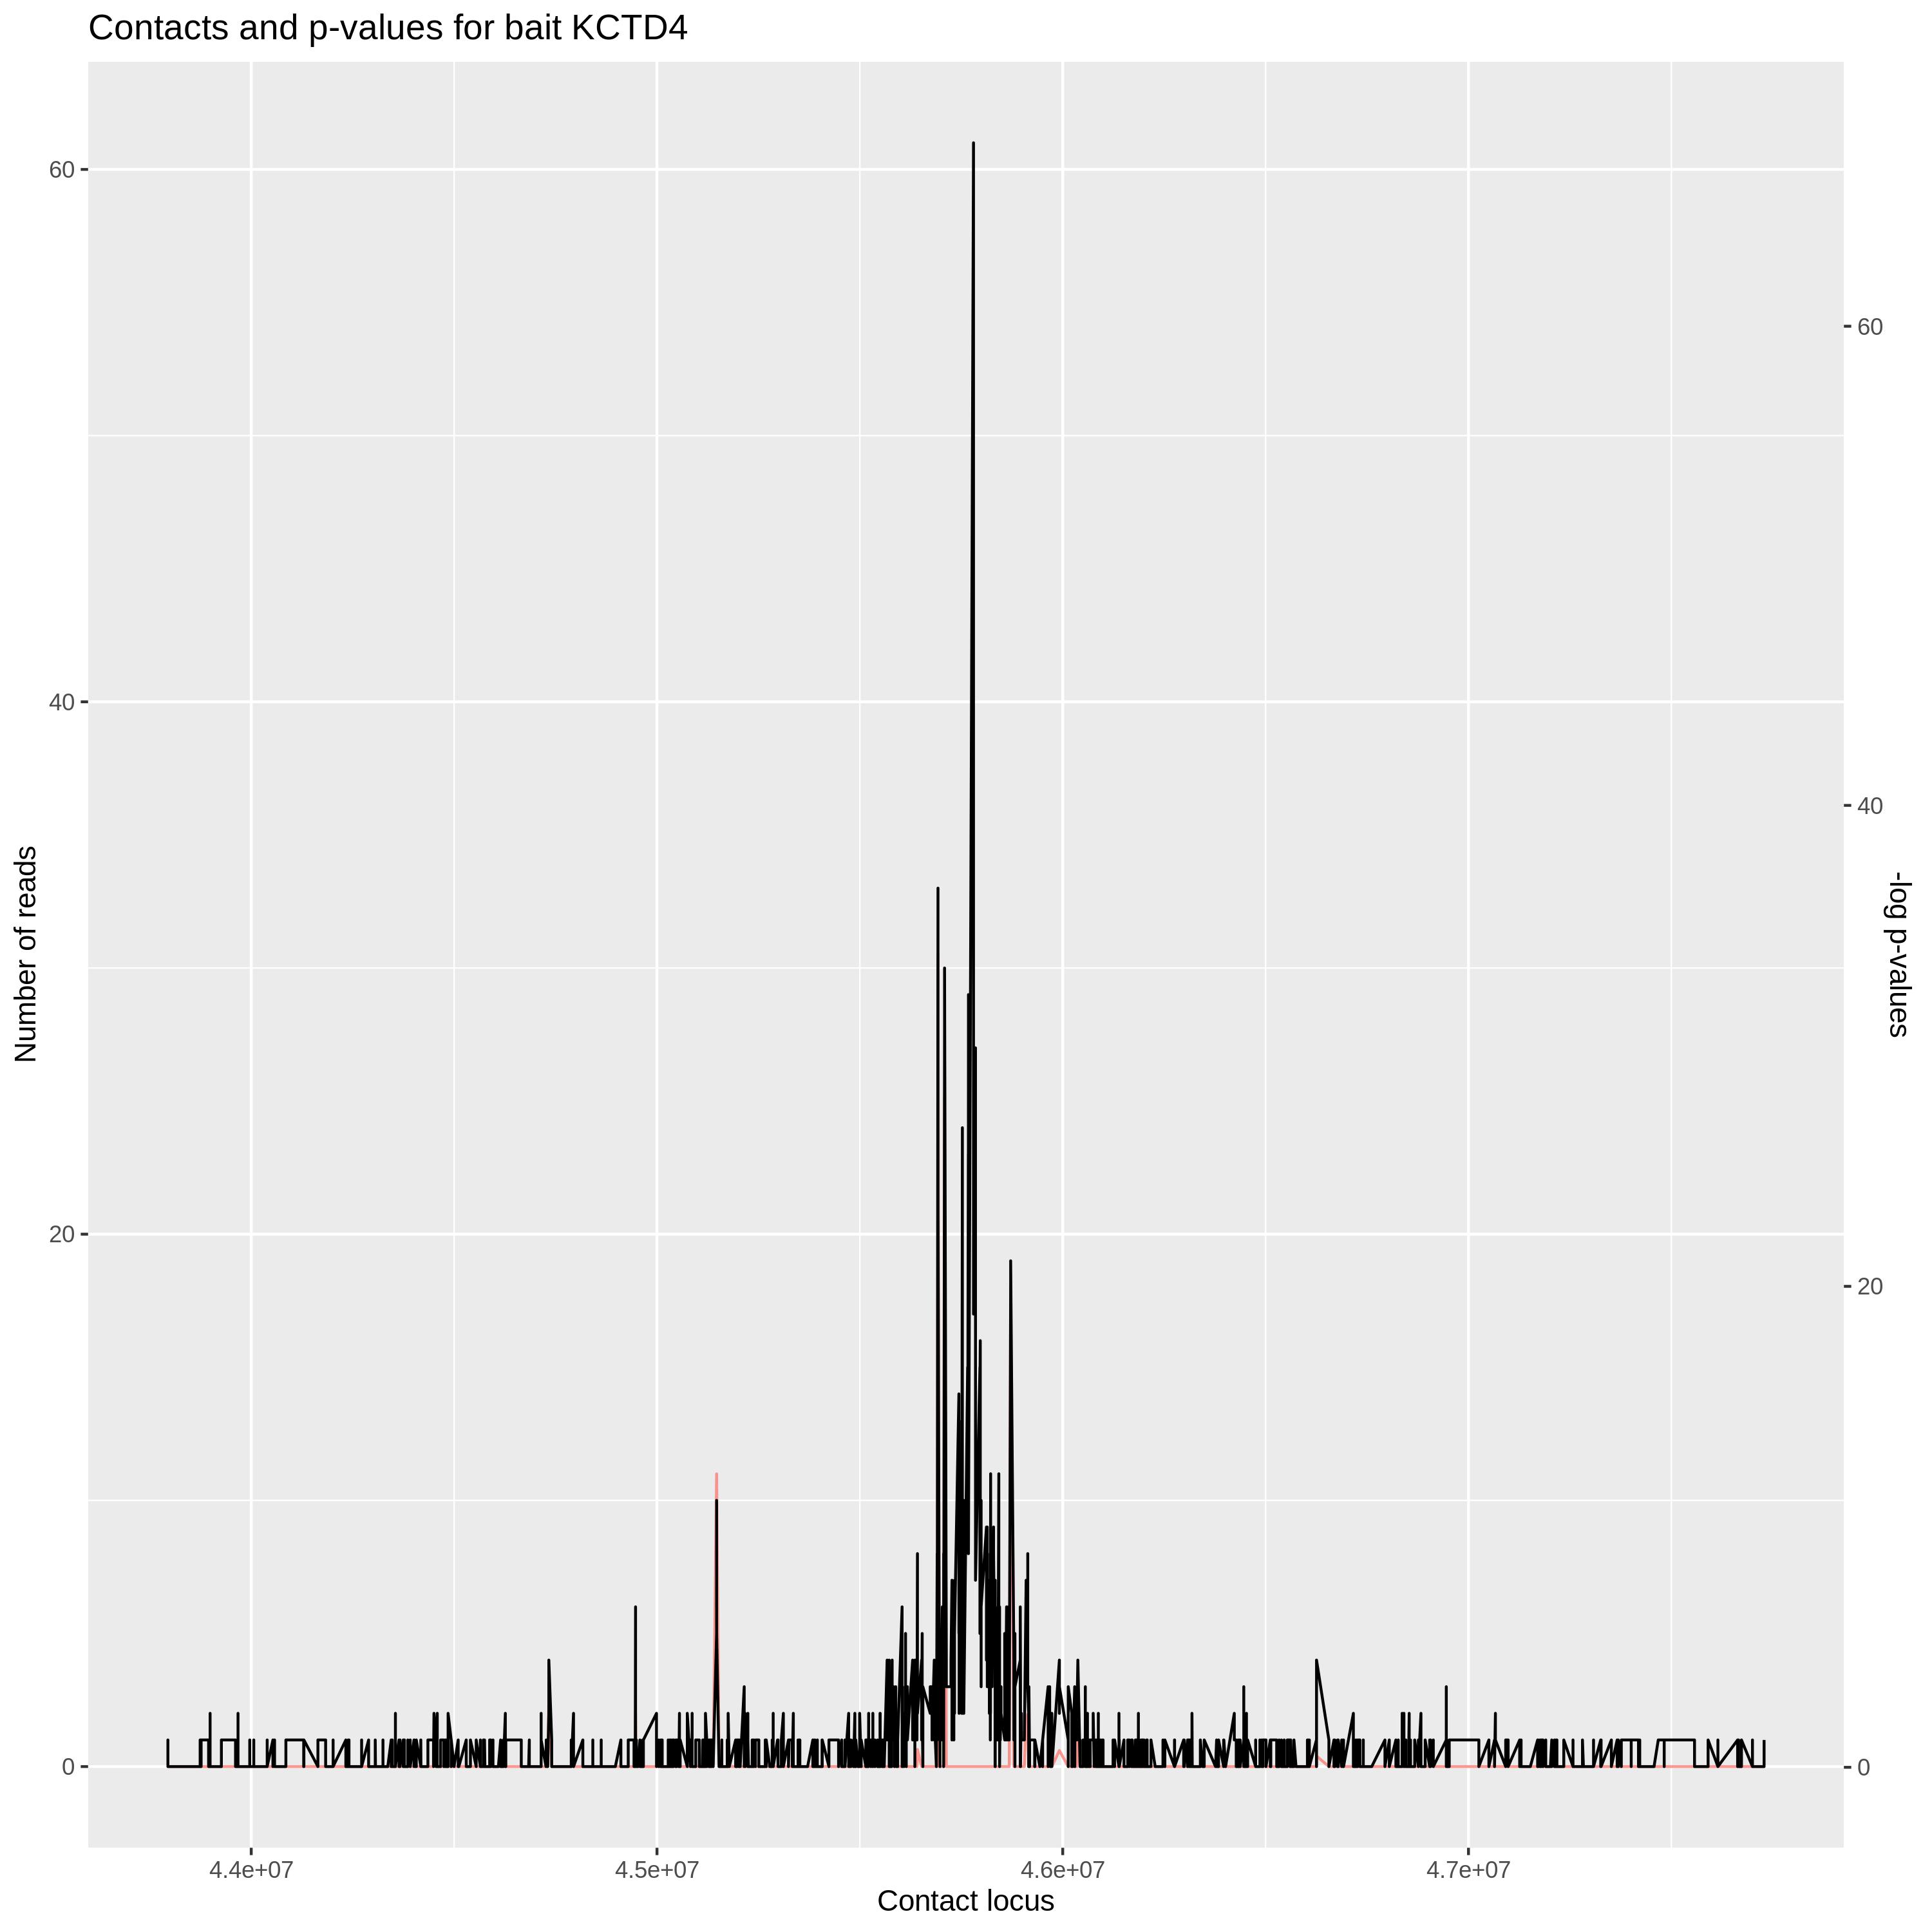 Contacts and p-values for bait KCTD4
Number of reads
60
40
20
0
60
40
20
0
-log p-values
4.4e+07
4.5e+07
4.6e+07
4.7e+07
Contact locus